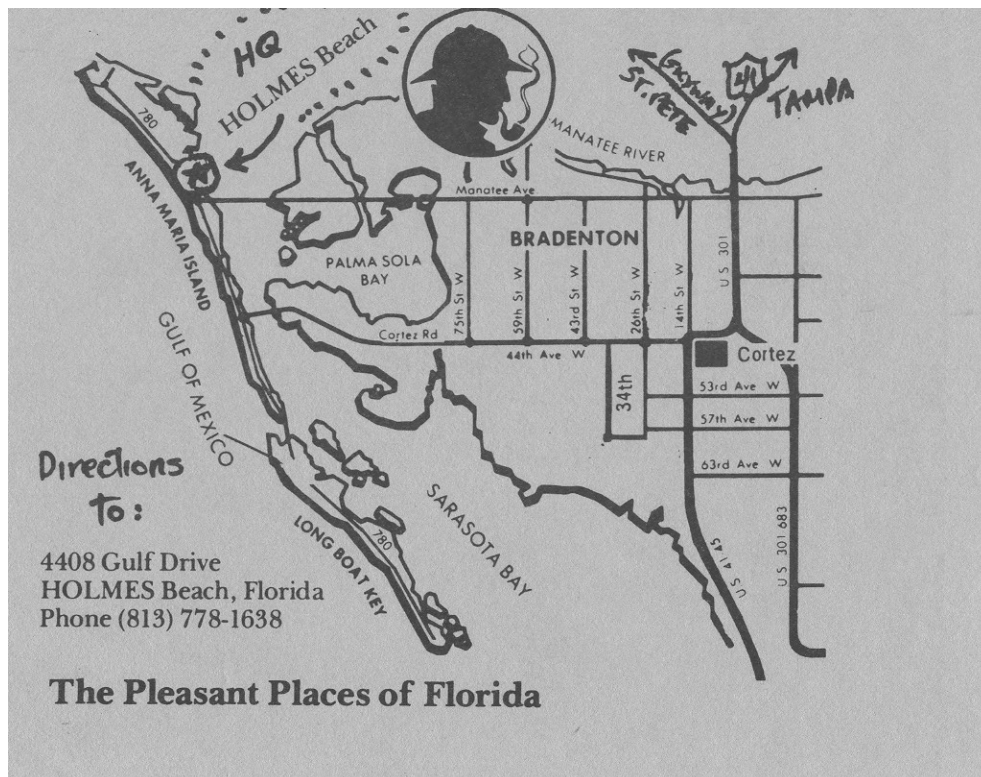 HQ
HOLMES Beach
(SKYWAY)
ST. PETE
41
TAMPA
780
MANATEE RIVER
Manatee Ave
ANNA MARIA ISLAND
BRADENTON
PALMA SOLA
BAY
75th St W
59th St W
43rd St W
26th St W
14th St W
U S 301
Cortez Rd
44th Ave W
Cortez
34th
53rd Ave W
57th Ave W
63rd Ave W
GULF OF MEXICO
SARASOTA BAY
LONG BOAT KEY
780
U S 41 45
U S 301 683
Directions
To:
4408 Gulf Drive
HOLMES Beach, Florida
Phone (813) 778-1638
The Pleasant Places of Florida